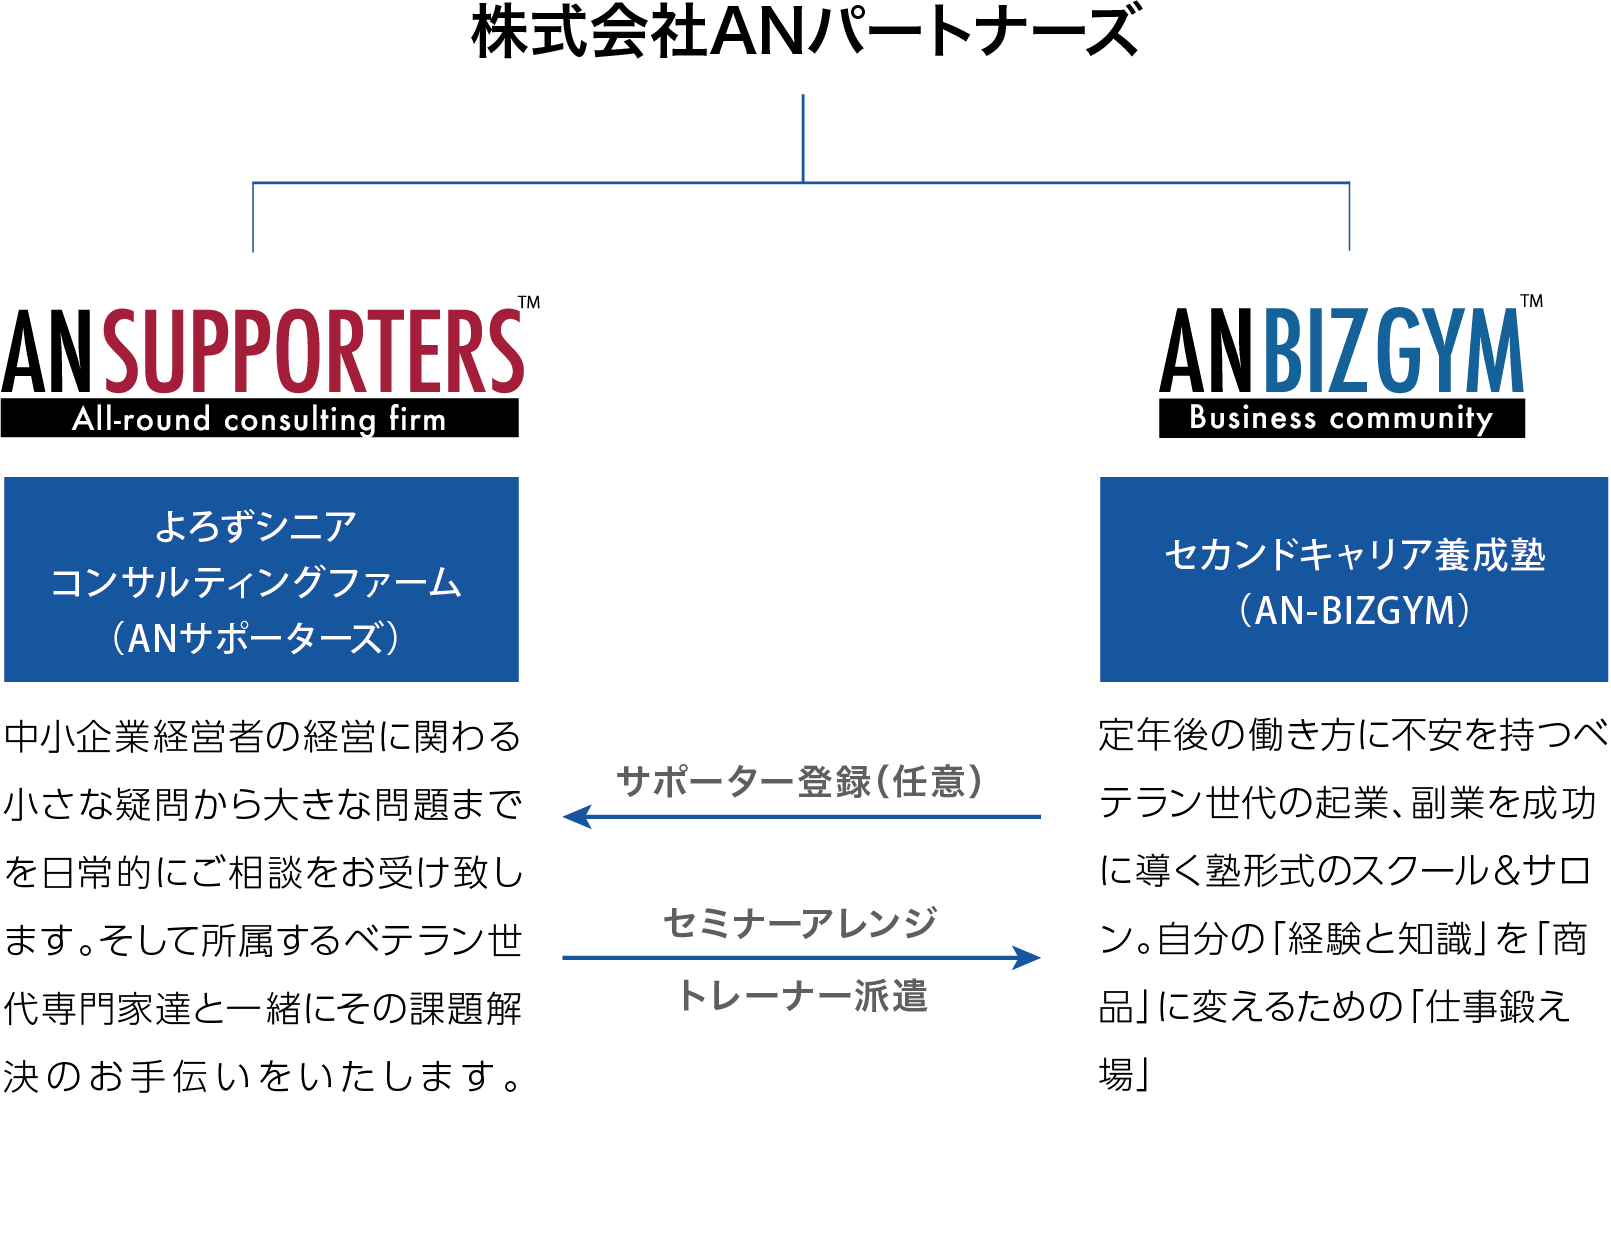 株式会社ANパートナーズ
ANSUPPORTERS™
All-round consulting firm
よろずシニア
コンサルティングファーム
（ANサポーターズ）
中小企業経営者の経営に関わる
小さな疑問から大きな問題まで
を日常的にご相談をお受け致し
ます。そして所属するベテラン世
代専門家達と一緒にその課題解
決のお手伝いをいたします。
サポーター登録（任意）
セミナーアレンジ
トレーナー派遣
ANBIZGYM™
Business community
セカンドキャリア養成塾
（AN-BIZGYM）
定年後の働き方に不安を持つベ
テラン世代の起業、副業を成功
に導く塾形式のスクール＆サロ
ン。自分の「経験と知識」を「商
品」に変えるための「仕事鍛え
場」